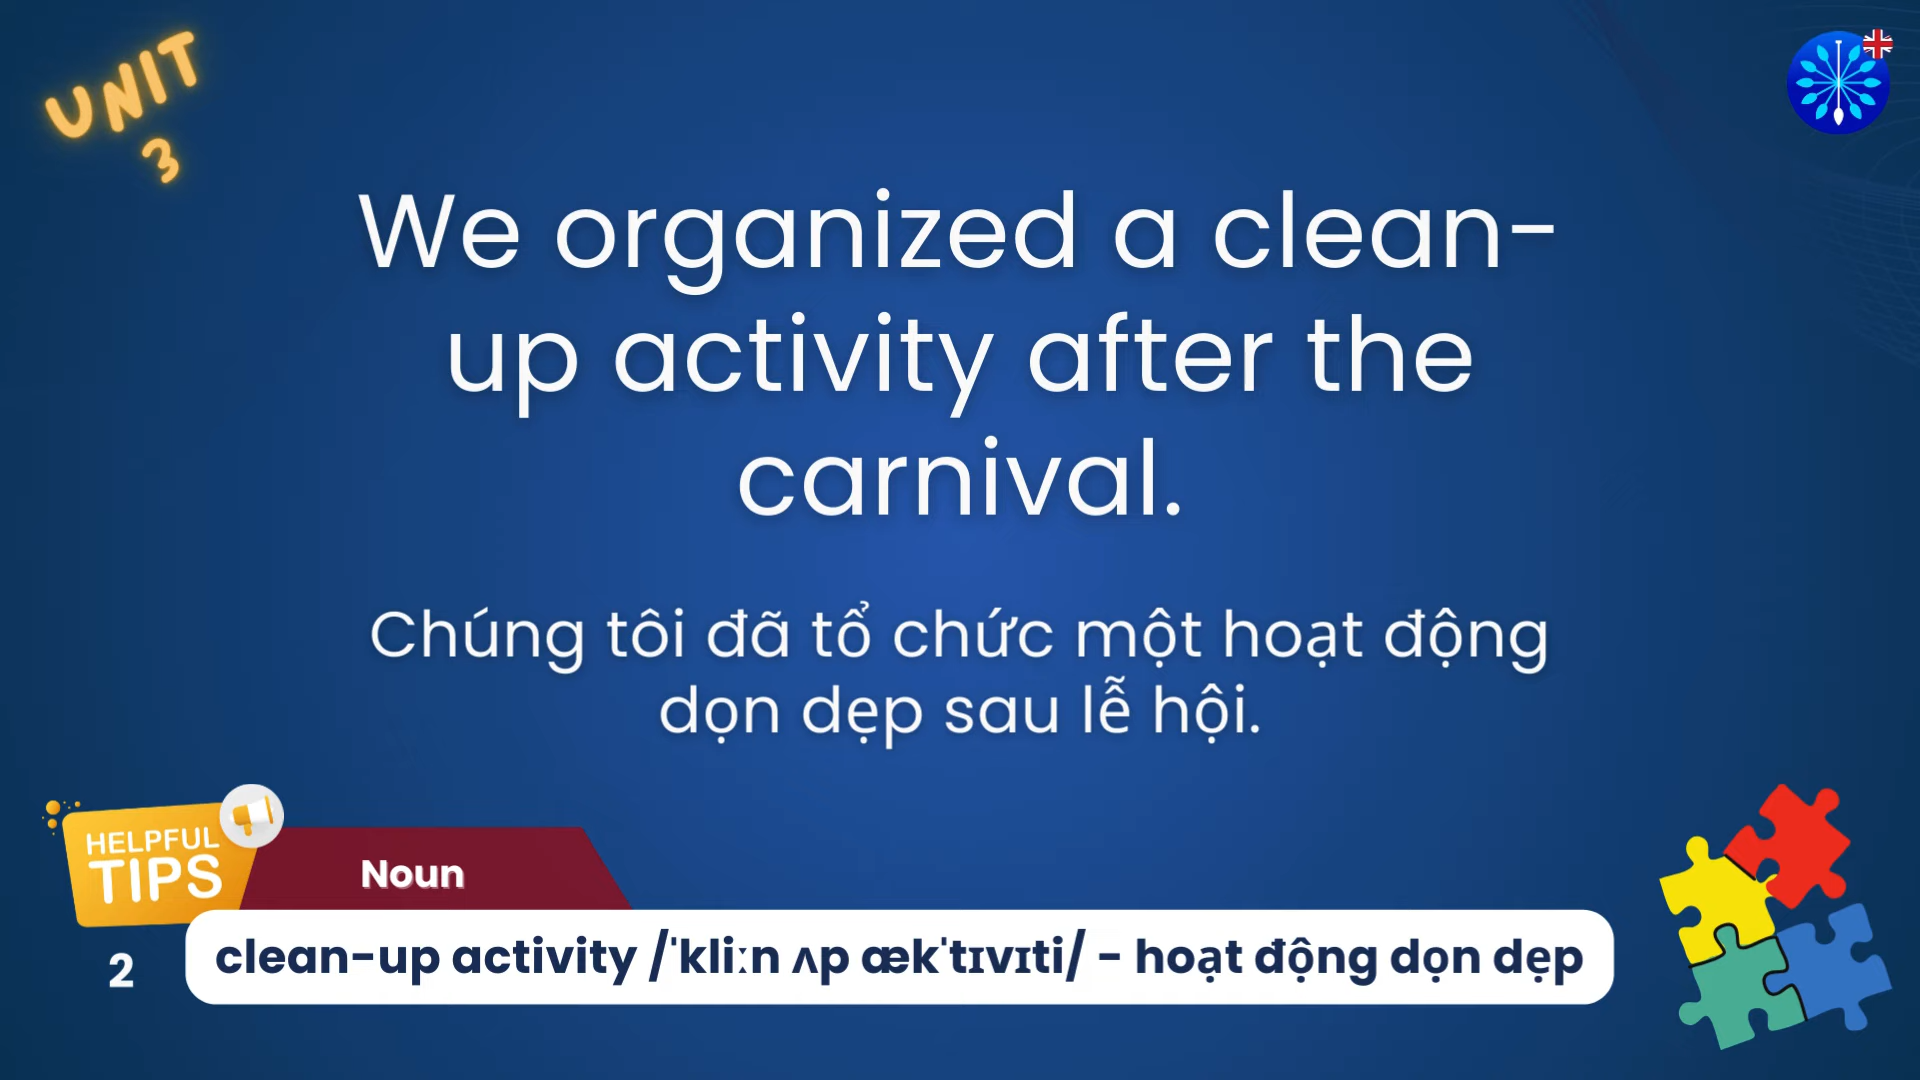 UNIT
3
We organized a clean-
up activity after the
carnival.
Chúng tôi đã tổ chức một hoạt động
dọn dẹp sau lễ hội.
HELPFUL
TIPS
Noun
2
clean-up activity /ˈkliːn ʌp ækˈtɪvɪti/ - hoạt động dọn dẹp